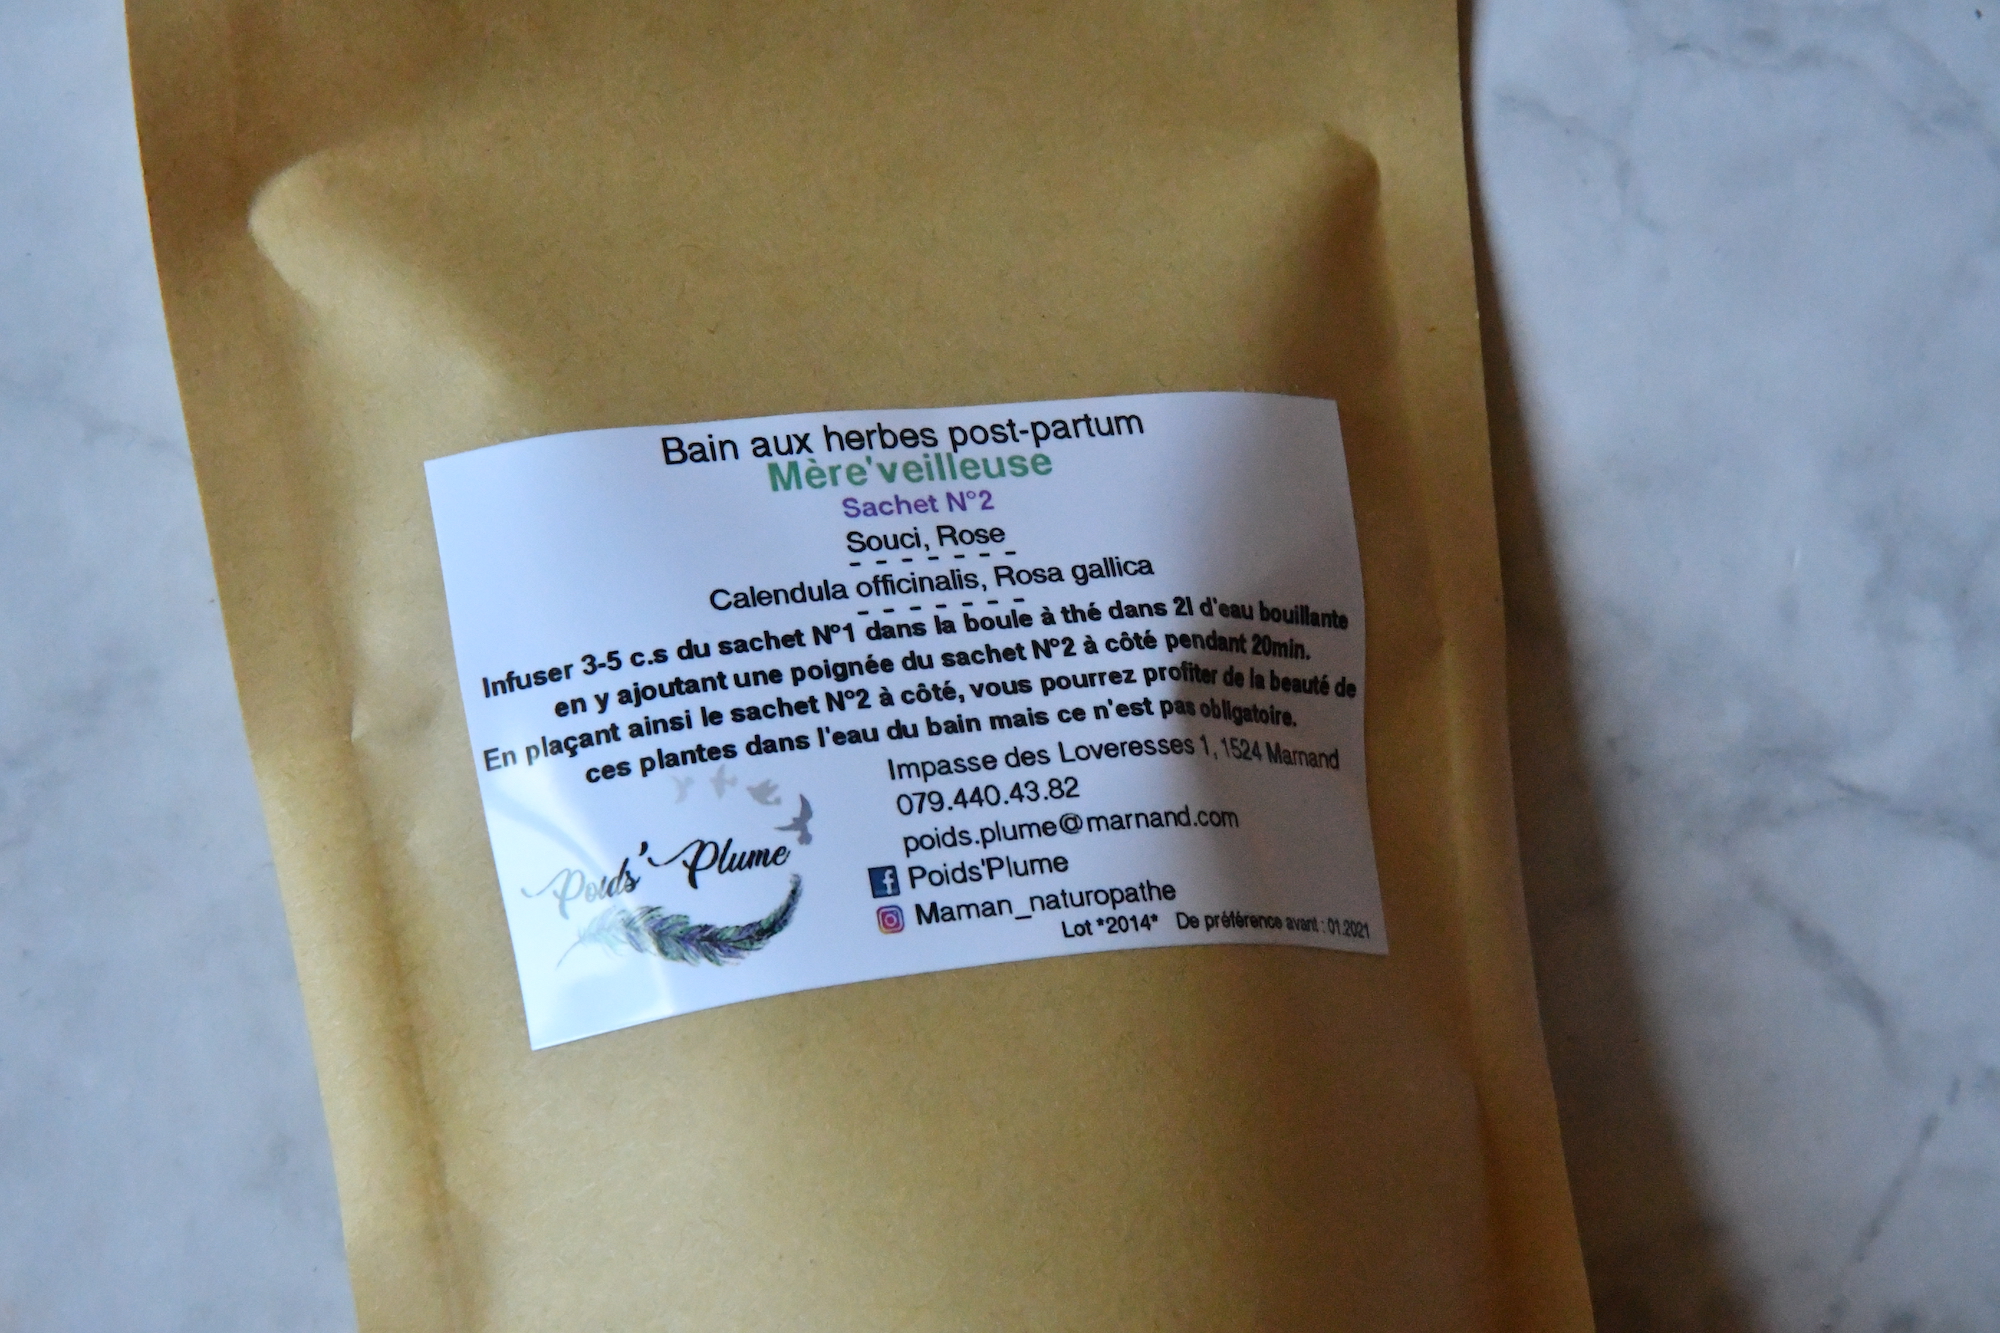 Bain aux herbes post-partum
Mère'veilleuse
Sachet N°2
Souci, Rose
- - - - - - -
Calendula officinalis, Rosa gallica
- - - - - - -
Infuser 3-5 c.s du sachet N°1 dans la boule à thé dans 2l d'eau bouillante
en y ajoutant une poignée du sachet N°2 à côté pendant 20min.
En plaçant ainsi le sachet N°2 à côté, vous pourrez profiter de la beauté de
ces plantes dans l'eau du bain mais ce n'est pas obligatoire.
Impasse des Loveresses 1, 1524 Marnand
079.440.43.82
poids.plume@marnand.com
Poids'Plume
Maman_naturopathe
Lot *2014* De préférence avant : 01.2021
Poids'Plume